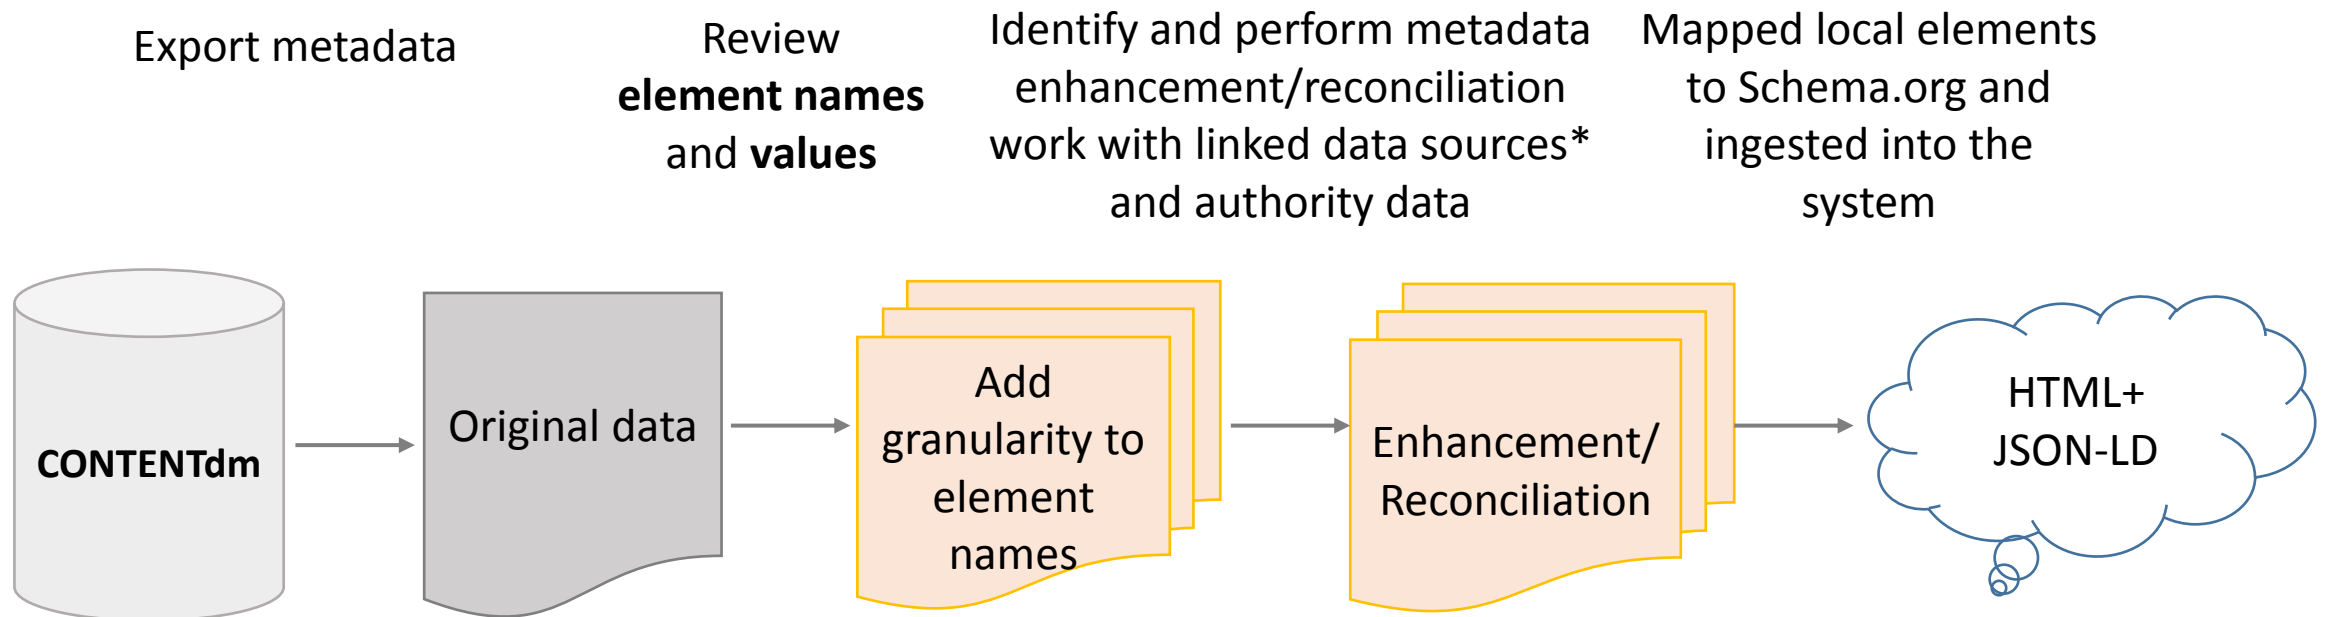 Export metadata
Review
element names
and values
Identify and perform metadata
enhancement/reconciliation
work with linked data sources*
and authority data
Mapped local elements
to Schema.org and
ingested into the
system
CONTENTdm
Original data
Add
granularity to
element
names
Enhancement/
Reconciliation
HTML+
JSON-LD